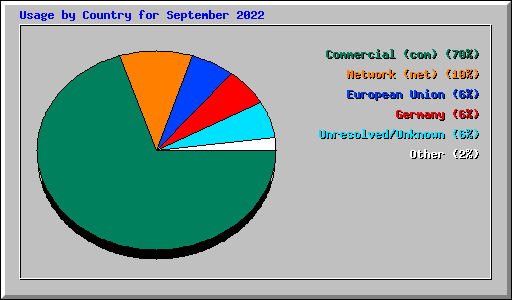 Usage by Country for September 2022
Commercial (com) (70%)
Network (net) (10%)
European Union (6%)
Germany (6%)
Unresolved/Unknown (6%)
Other (2%)